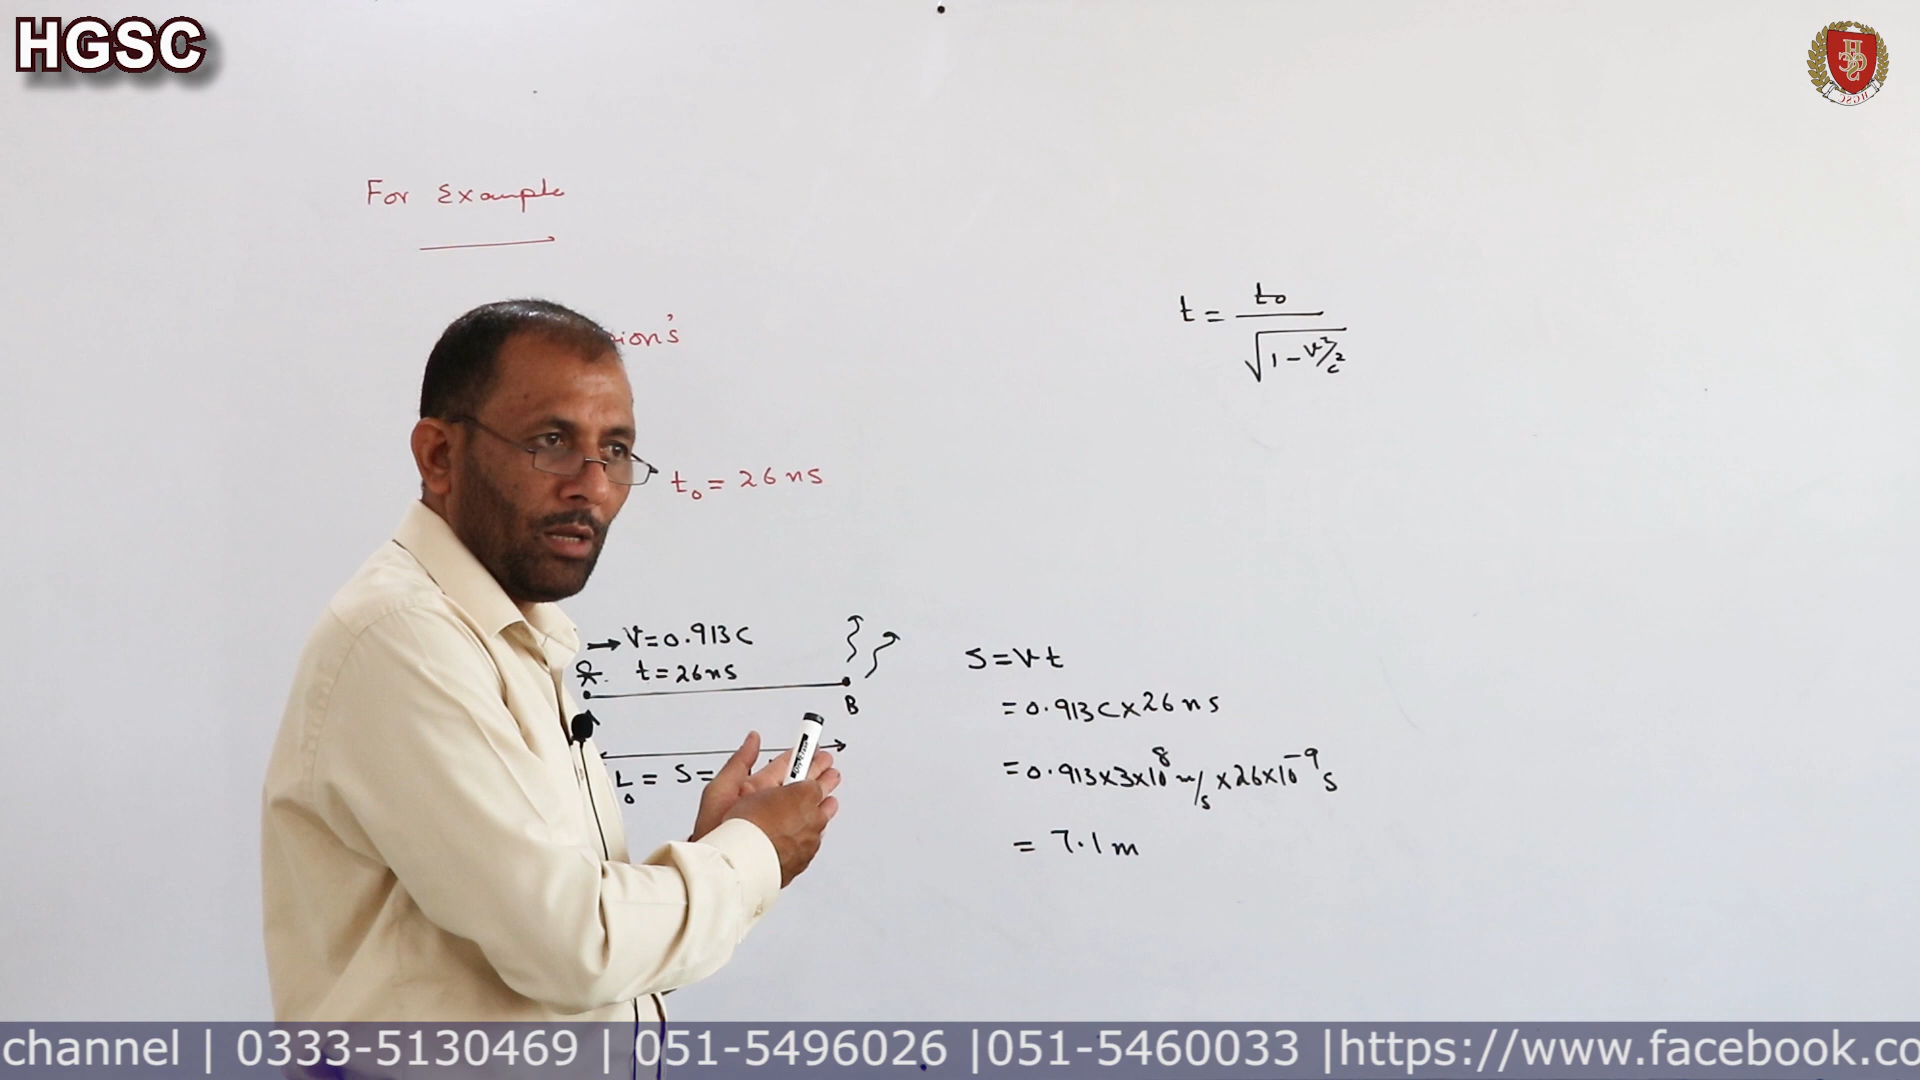 HGSC
For Example
ion's
t₀ = 26 ns
t = t₀ / √(1 - v²/c²)
→ V = 0.913 C
t = 26 ns
B
L₀ = S =
S = v t
= 0.913 C × 26 ns
= 0.913 × 3 × 10⁸ m/s × 26 × 10⁻⁹ s
= 7.1 m
channel | 0333-5130469 | 051-5496026 |051-5460033 |https://www.facebook.co